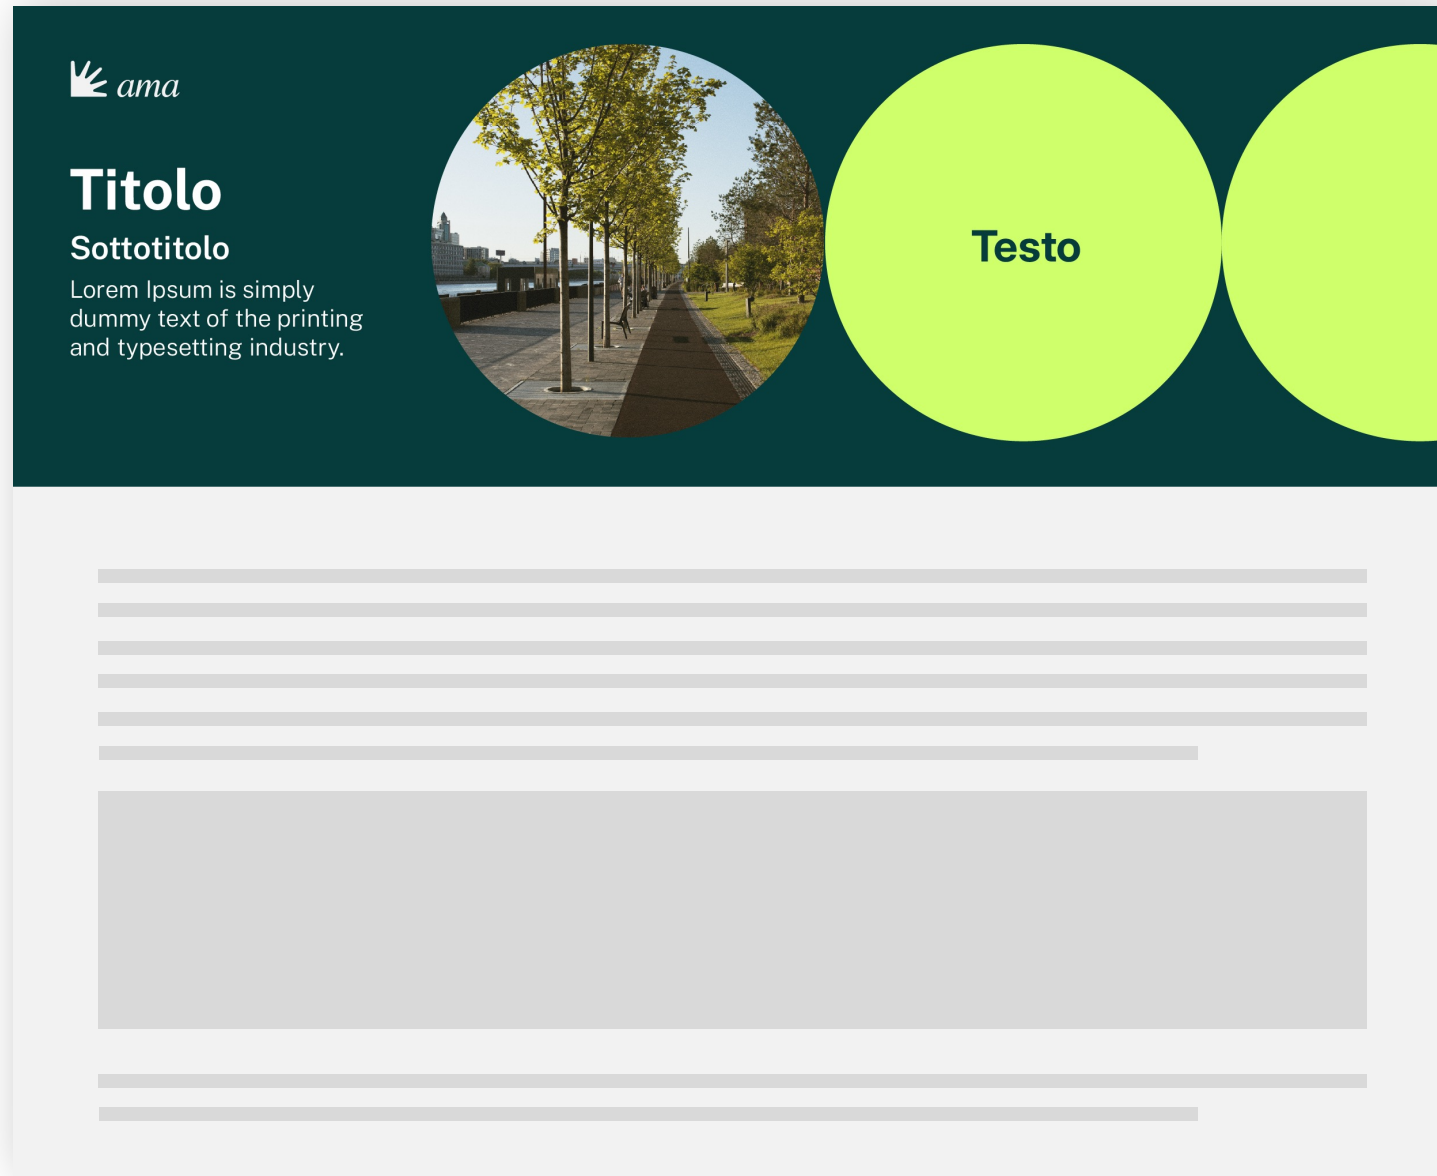 ama
Titolo
Sottotitolo
Lorem Ipsum is simply
dummy text of the printing
and typesetting industry.
Testo